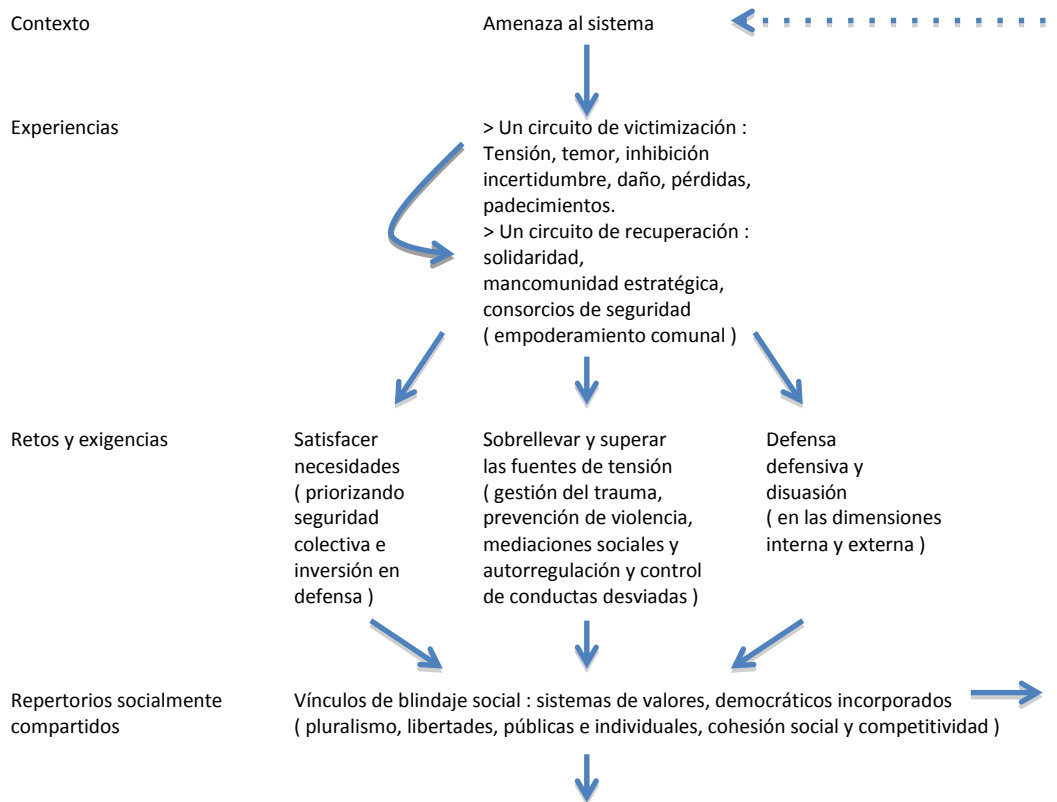 Contexto
Amenaza al sistema
Experiencias
> Un circuito de victimización :
Tensión, temor, inhibición
incertidumbre, daño, pérdidas,
padecimientos.
> Un circuito de recuperación :
solidaridad,
mancomunidad estratégica,
consorcios de seguridad
( empoderamiento comunal )
Retos y exigencias
Satisfacer
necesidades
( priorizando
seguridad
colectiva e
inversión en
defensa )
Sobrellevar y superar
las fuentes de tensión
( gestión del trauma,
prevención de violencia,
mediaciones sociales y
autorregulación y control
de conductas desviadas )
Defensa
defensiva y
disuasión
( en las dimensiones
interna y externa )
Repertorios socialmente
compartidos
Vínculos de blindaje social : sistemas de valores, democráticos incorporados
( pluralismo, libertades, públicas e individuales, cohesión social y competitividad )